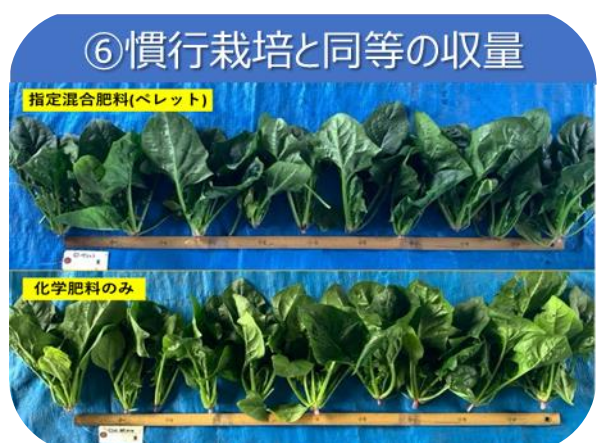 ⑥慣行栽培と同等の収量
指定混合肥料(ペレット)
化学肥料のみ